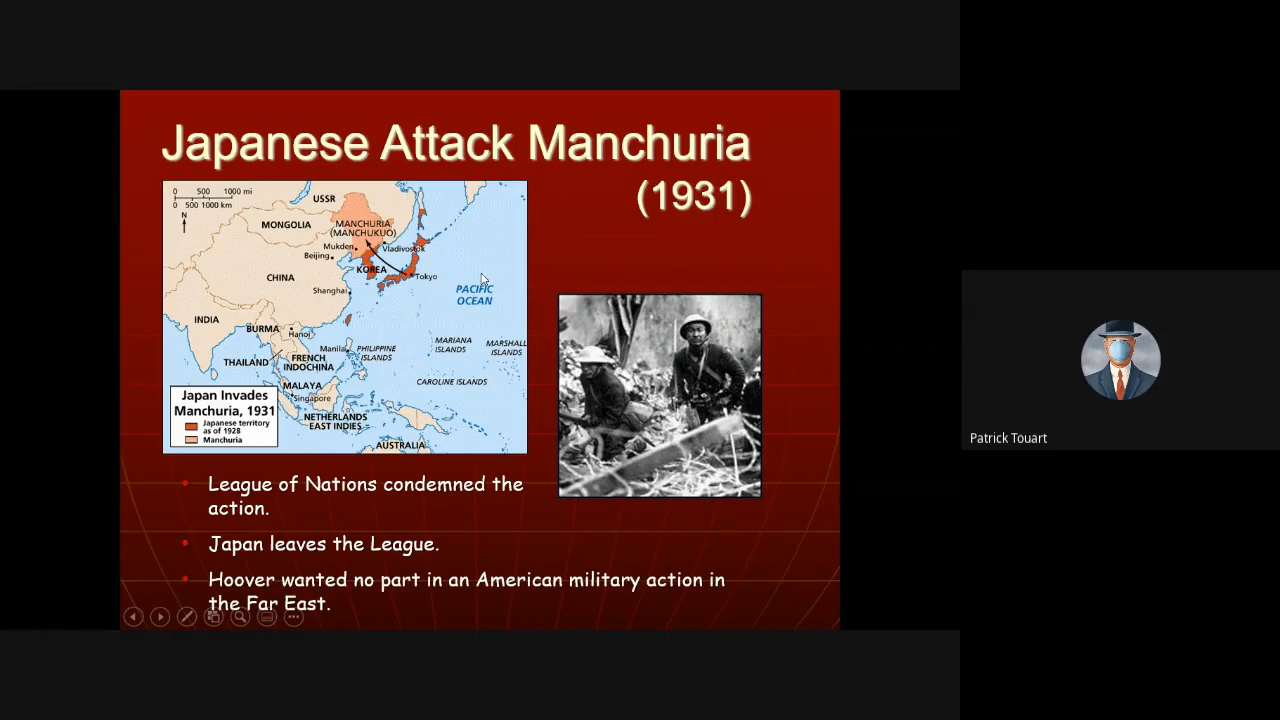 Japanese Attack Manchuria
(1931)
0 500 1000 mi
0 500 1000 km
N
USSR
MONGOLIA
MANCHURIA
(MANCHUKUO)
Mukden
Vladivostok
Beijing
KOREA
Tokyo
CHINA
Shanghai
PACIFIC
OCEAN
INDIA
BURMA
Hanoi
Manila
PHILIPPINE
ISLANDS
MARIANA
ISLANDS
MARSHALL
ISLANDS
THAILAND
FRENCH
INDOCHINA
CAROLINE ISLANDS
MALAYA
Singapore
NETHERLANDS
EAST INDIES
AUSTRALIA
Japan Invades
Manchuria, 1931
Japanese territory
as of 1928
Manchuria
League of Nations condemned the
action.
Japan leaves the League.
Hoover wanted no part in an American military action in
the Far East.
Patrick Touart